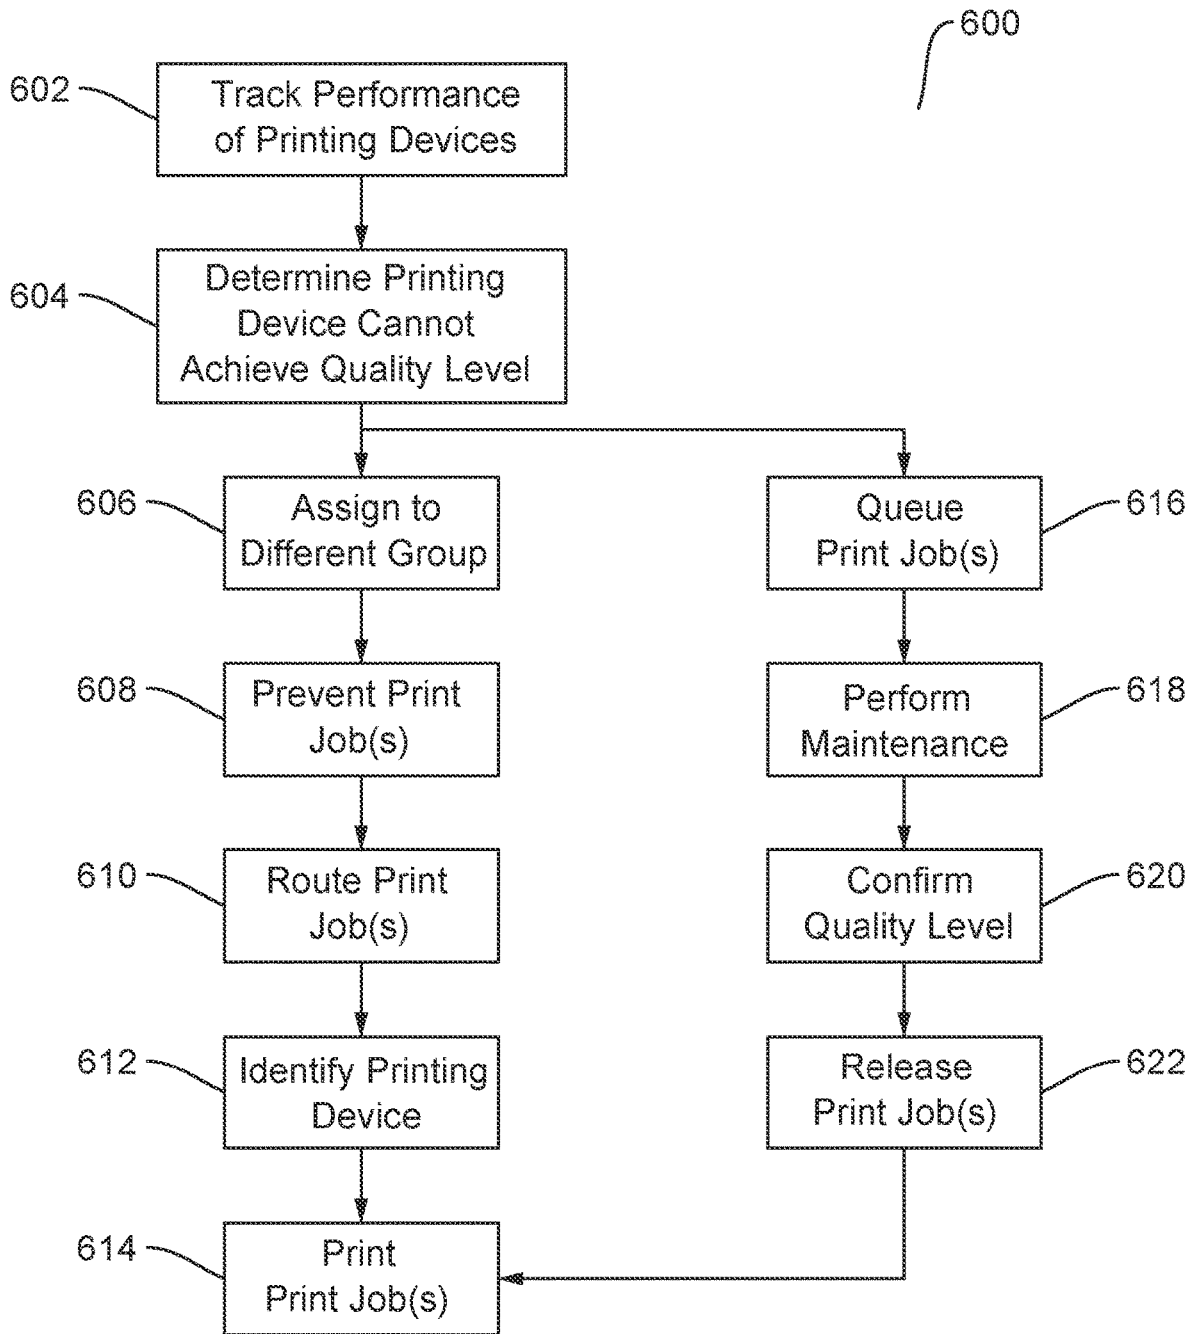 600
602
Track Performance
of Printing Devices
604
Determine Printing
Device Cannot
Achieve Quality Level
606
Assign to
Different Group
616
Queue
Print Job(s)
608
Prevent Print
Job(s)
618
Perform
Maintenance
610
Route Print
Job(s)
620
Confirm
Quality Level
612
Identify Printing
Device
622
Release
Print Job(s)
614
Print
Print Job(s)